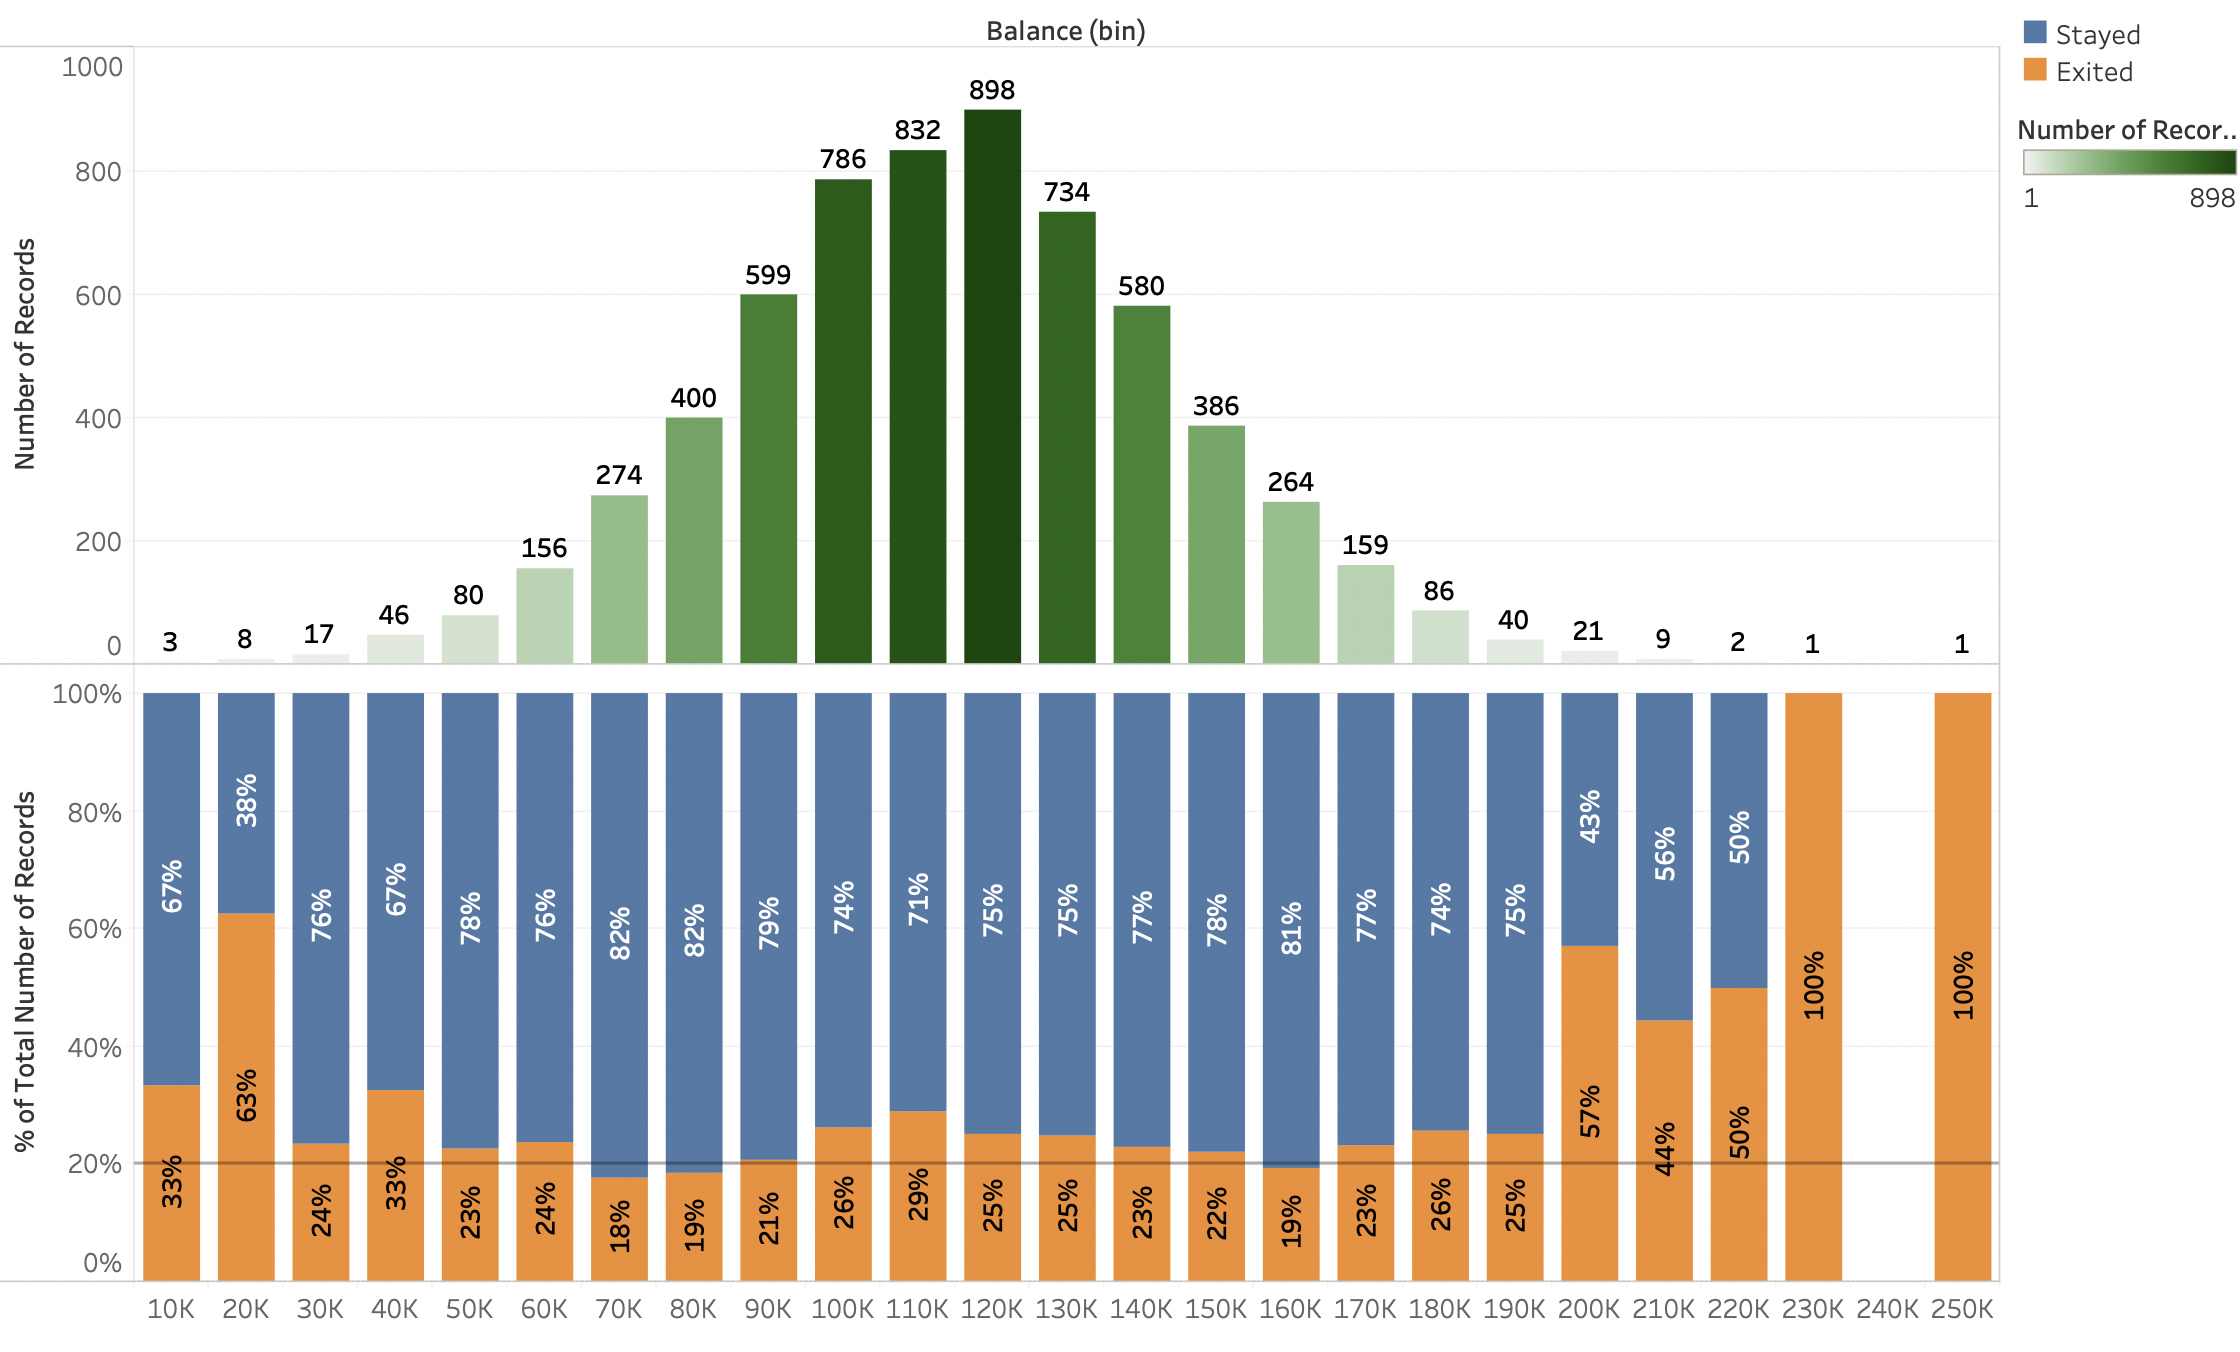 Balance (bin)
Stayed
Exited
Number of Recor..
1 898
Number of Records
1000
800
600
400
200
0
3 8 17 46 80 156 274 400 599 786 832 898 734 580 386 264 159 86 40 21 9 2 1 1
% of Total Number of Records
100%
80%
60%
40%
20%
0%
67% 38% 76% 67% 78% 76% 82% 82% 79% 74% 71% 75% 75% 77% 78% 81% 77% 74% 75% 43% 56% 50%
33% 63% 24% 33% 23% 24% 18% 19% 21% 26% 29% 25% 25% 23% 22% 19% 23% 26% 25% 57% 44% 50% 100% 100%
10K 20K 30K 40K 50K 60K 70K 80K 90K 100K 110K 120K 130K 140K 150K 160K 170K 180K 190K 200K 210K 220K 230K 240K 250K